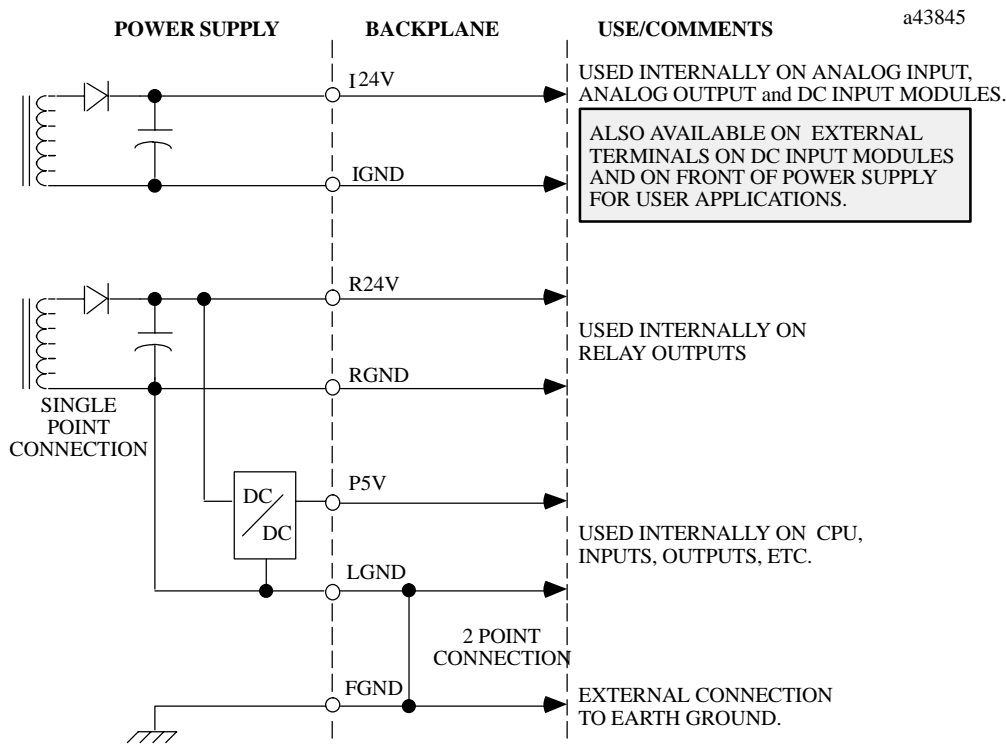 a43845
POWER SUPPLY
BACKPLANE
USE/COMMENTS
I24V
USED INTERNALLY ON ANALOG INPUT,
ANALOG OUTPUT and DC INPUT MODULES.
ALSO AVAILABLE ON EXTERNAL
TERMINALS ON DC INPUT MODULES
AND ON FRONT OF POWER SUPPLY
FOR USER APPLICATIONS.
IGND
R24V
USED INTERNALLY ON
RELAY OUTPUTS
RGND
SINGLE
POINT
CONNECTION
P5V
DC
DC
USED INTERNALLY ON CPU,
INPUTS, OUTPUTS, ETC.
LGND
2 POINT
CONNECTION
FGND
EXTERNAL CONNECTION
TO EARTH GROUND.